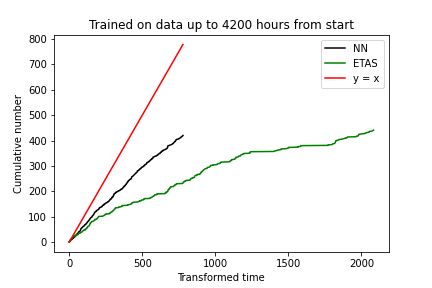 Trained on data up to 4200 hours from start
800
700
600
500
400
300
200
100
0
Cumulative number
NN
ETAS
y = x
0 500 1000 1500 2000
Transformed time